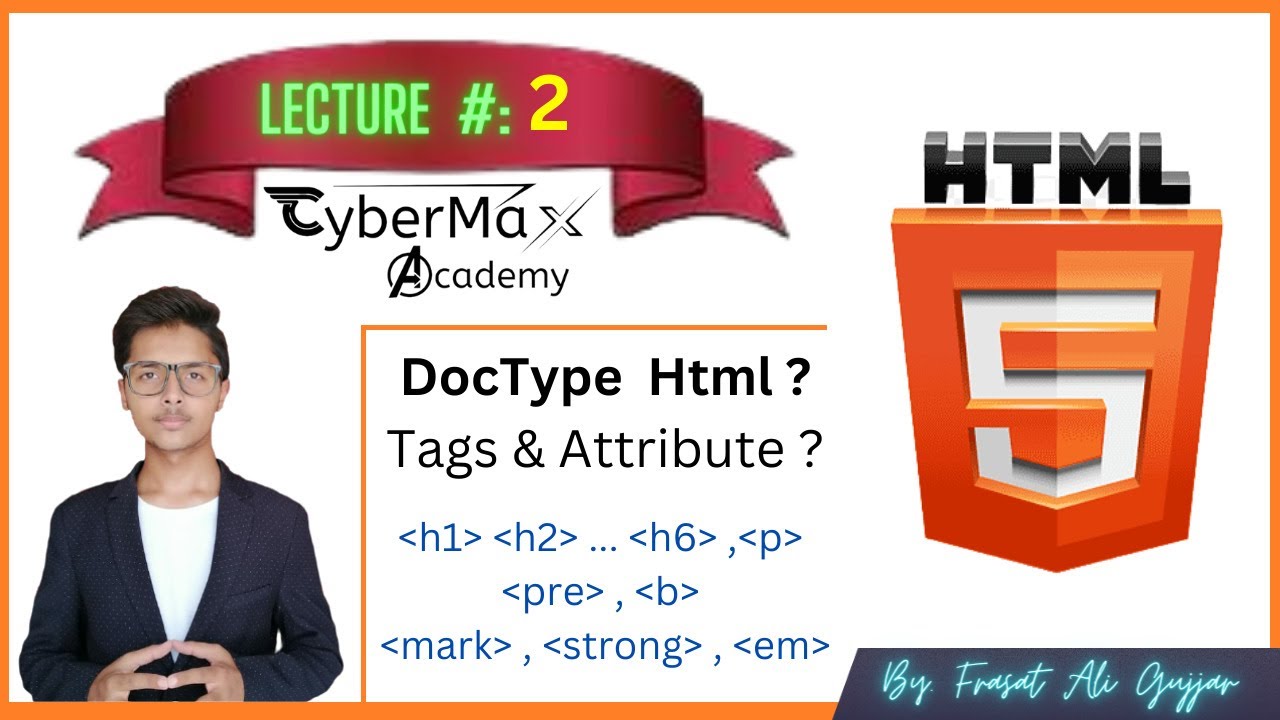 LECTURE #: 2
CyberMax
Academy
HTML
5
DocType Html ?
Tags & Attribute ?
<h1> <h2> ... <h6> ,<p>
<pre> , <b>
<mark> , <strong> , <em>
By. Frasat Ali Gujjar